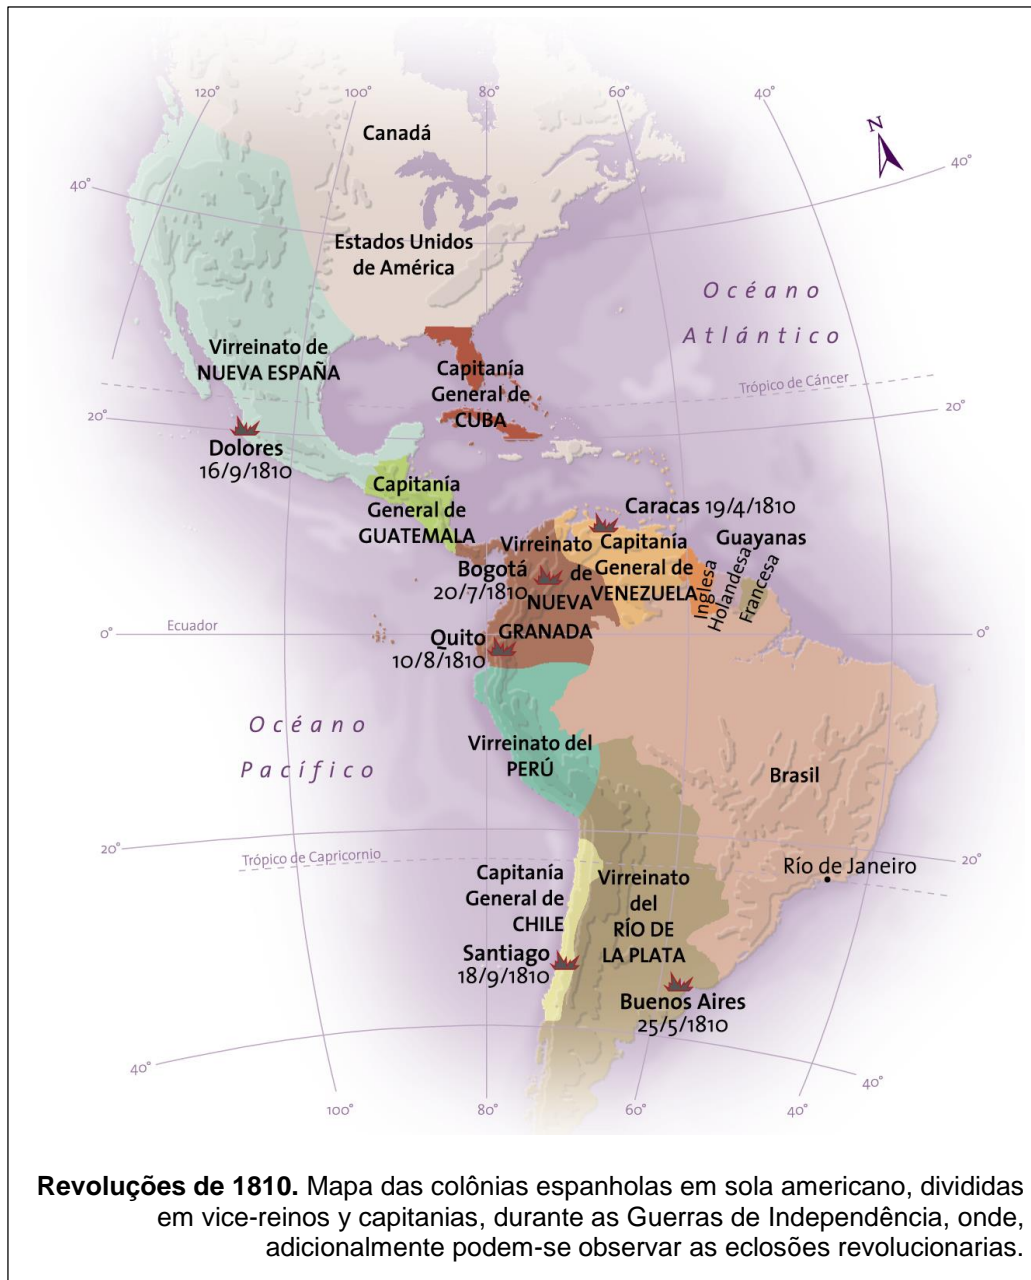 120°
100°
80°
60°
40°
Canadá
N
40°
40°
Estados Unidos
de América
Océano
Atlántico
Virreinato de
NUEVA ESPAÑA
Capitanía
General de
CUBA
Trópico de Cáncer
20°
20°
Dolores
16/9/1810
Capitanía
General de
GUATEMALA
Caracas 19/4/1810
Guayanas
Inglesa
Holandesa
Francesa
Virreinato
de
NUEVA
GRANADA
Capitanía
General de
VENEZUELA
Bogotá
20/7/1810
0°
Ecuador
0°
Quito
10/8/1810
Océano
Pacífico
Virreinato del
PERÚ
Brasil
20°
Trópico de Capricornio
20°
Río de Janeiro
Capitanía
General de
CHILE
Virreinato
del
RÍO DE
LA PLATA
Santiago
18/9/1810
Buenos Aires
25/5/1810
40°
40°
100°
80°
60°
40°
Revoluções de 1810. Mapa das colônias espanholas em sola americano, divididas
em vice-reinos y capitanias, durante as Guerras de Independência, onde,
adicionalmente podem-se observar as eclosões revolucionarias.